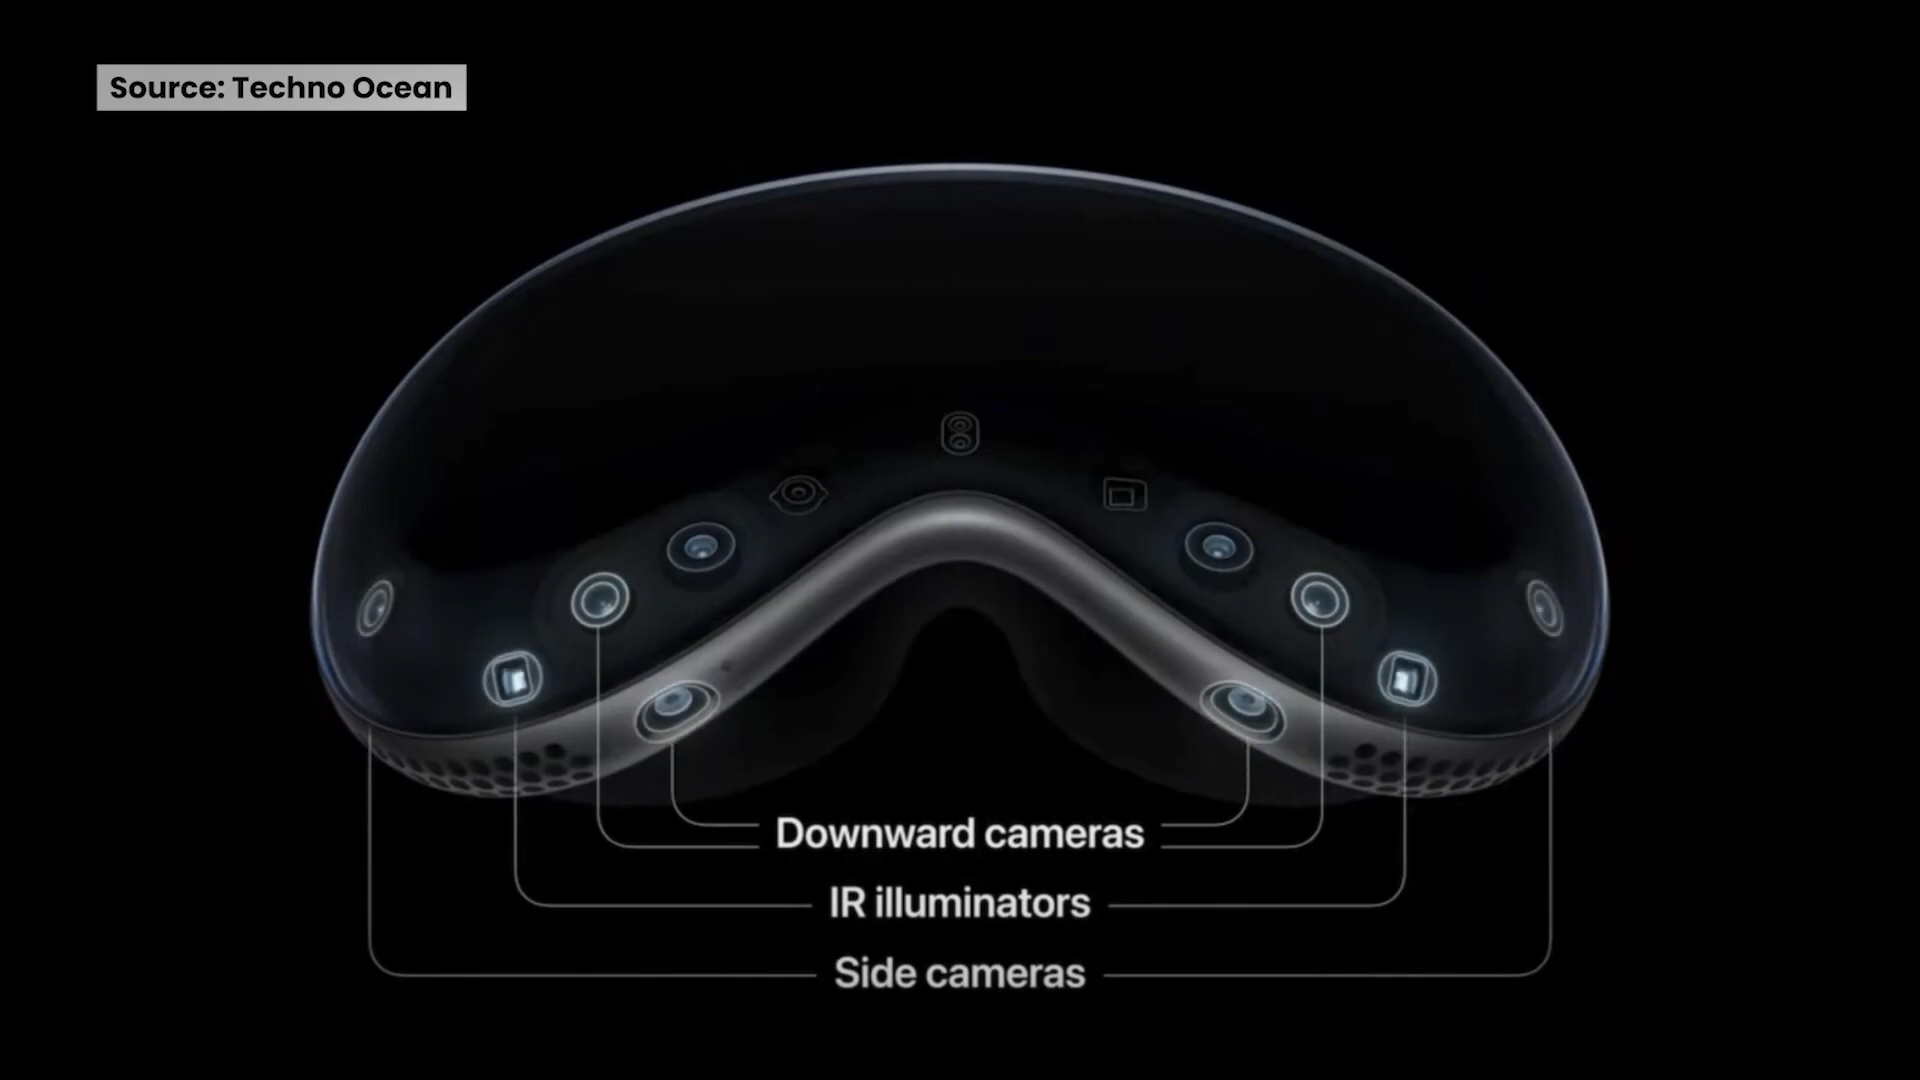 Source: Techno Ocean
Downward cameras
IR illuminators
Side cameras